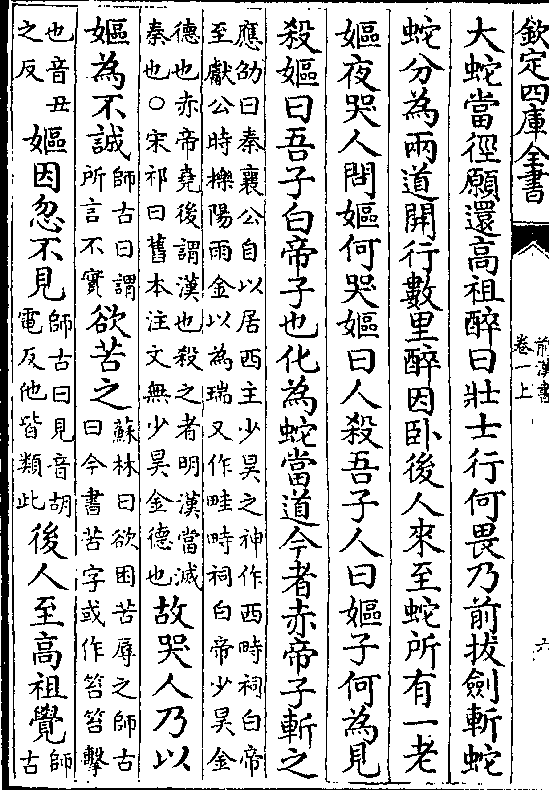 欽定四庫全書
前漢書
卷一上
六
大蛇當徑願還高祖醉曰壯士行何畏乃前拔劍斬蛇
蛇分為兩道開行數里醉因卧後人來至蛇所有一老
嫗夜哭人問嫗何哭嫗曰人殺吾子人曰嫗子何為見
殺嫗曰吾子白帝子也化為蛇當道今者赤帝子斬之
應劭曰秦襄公自以居西主少昊之神作西畤祠白帝
至獻公時櫟陽雨金以為瑞又作畦畤祠白帝少昊金
德也赤帝堯後謂漢也殺之者明漢當滅
秦也○宋祁曰舊本注文無少昊金德也
故哭人乃以
嫗為不誠
師古曰謂
所言不實
欲苦之
蘇林曰欲困苦辱之師古
曰今書苦字或作笞笞擊
也音丑
之反
嫗因忽不見
師古曰見音胡
電反他皆類此
後人至高祖覺
師
古